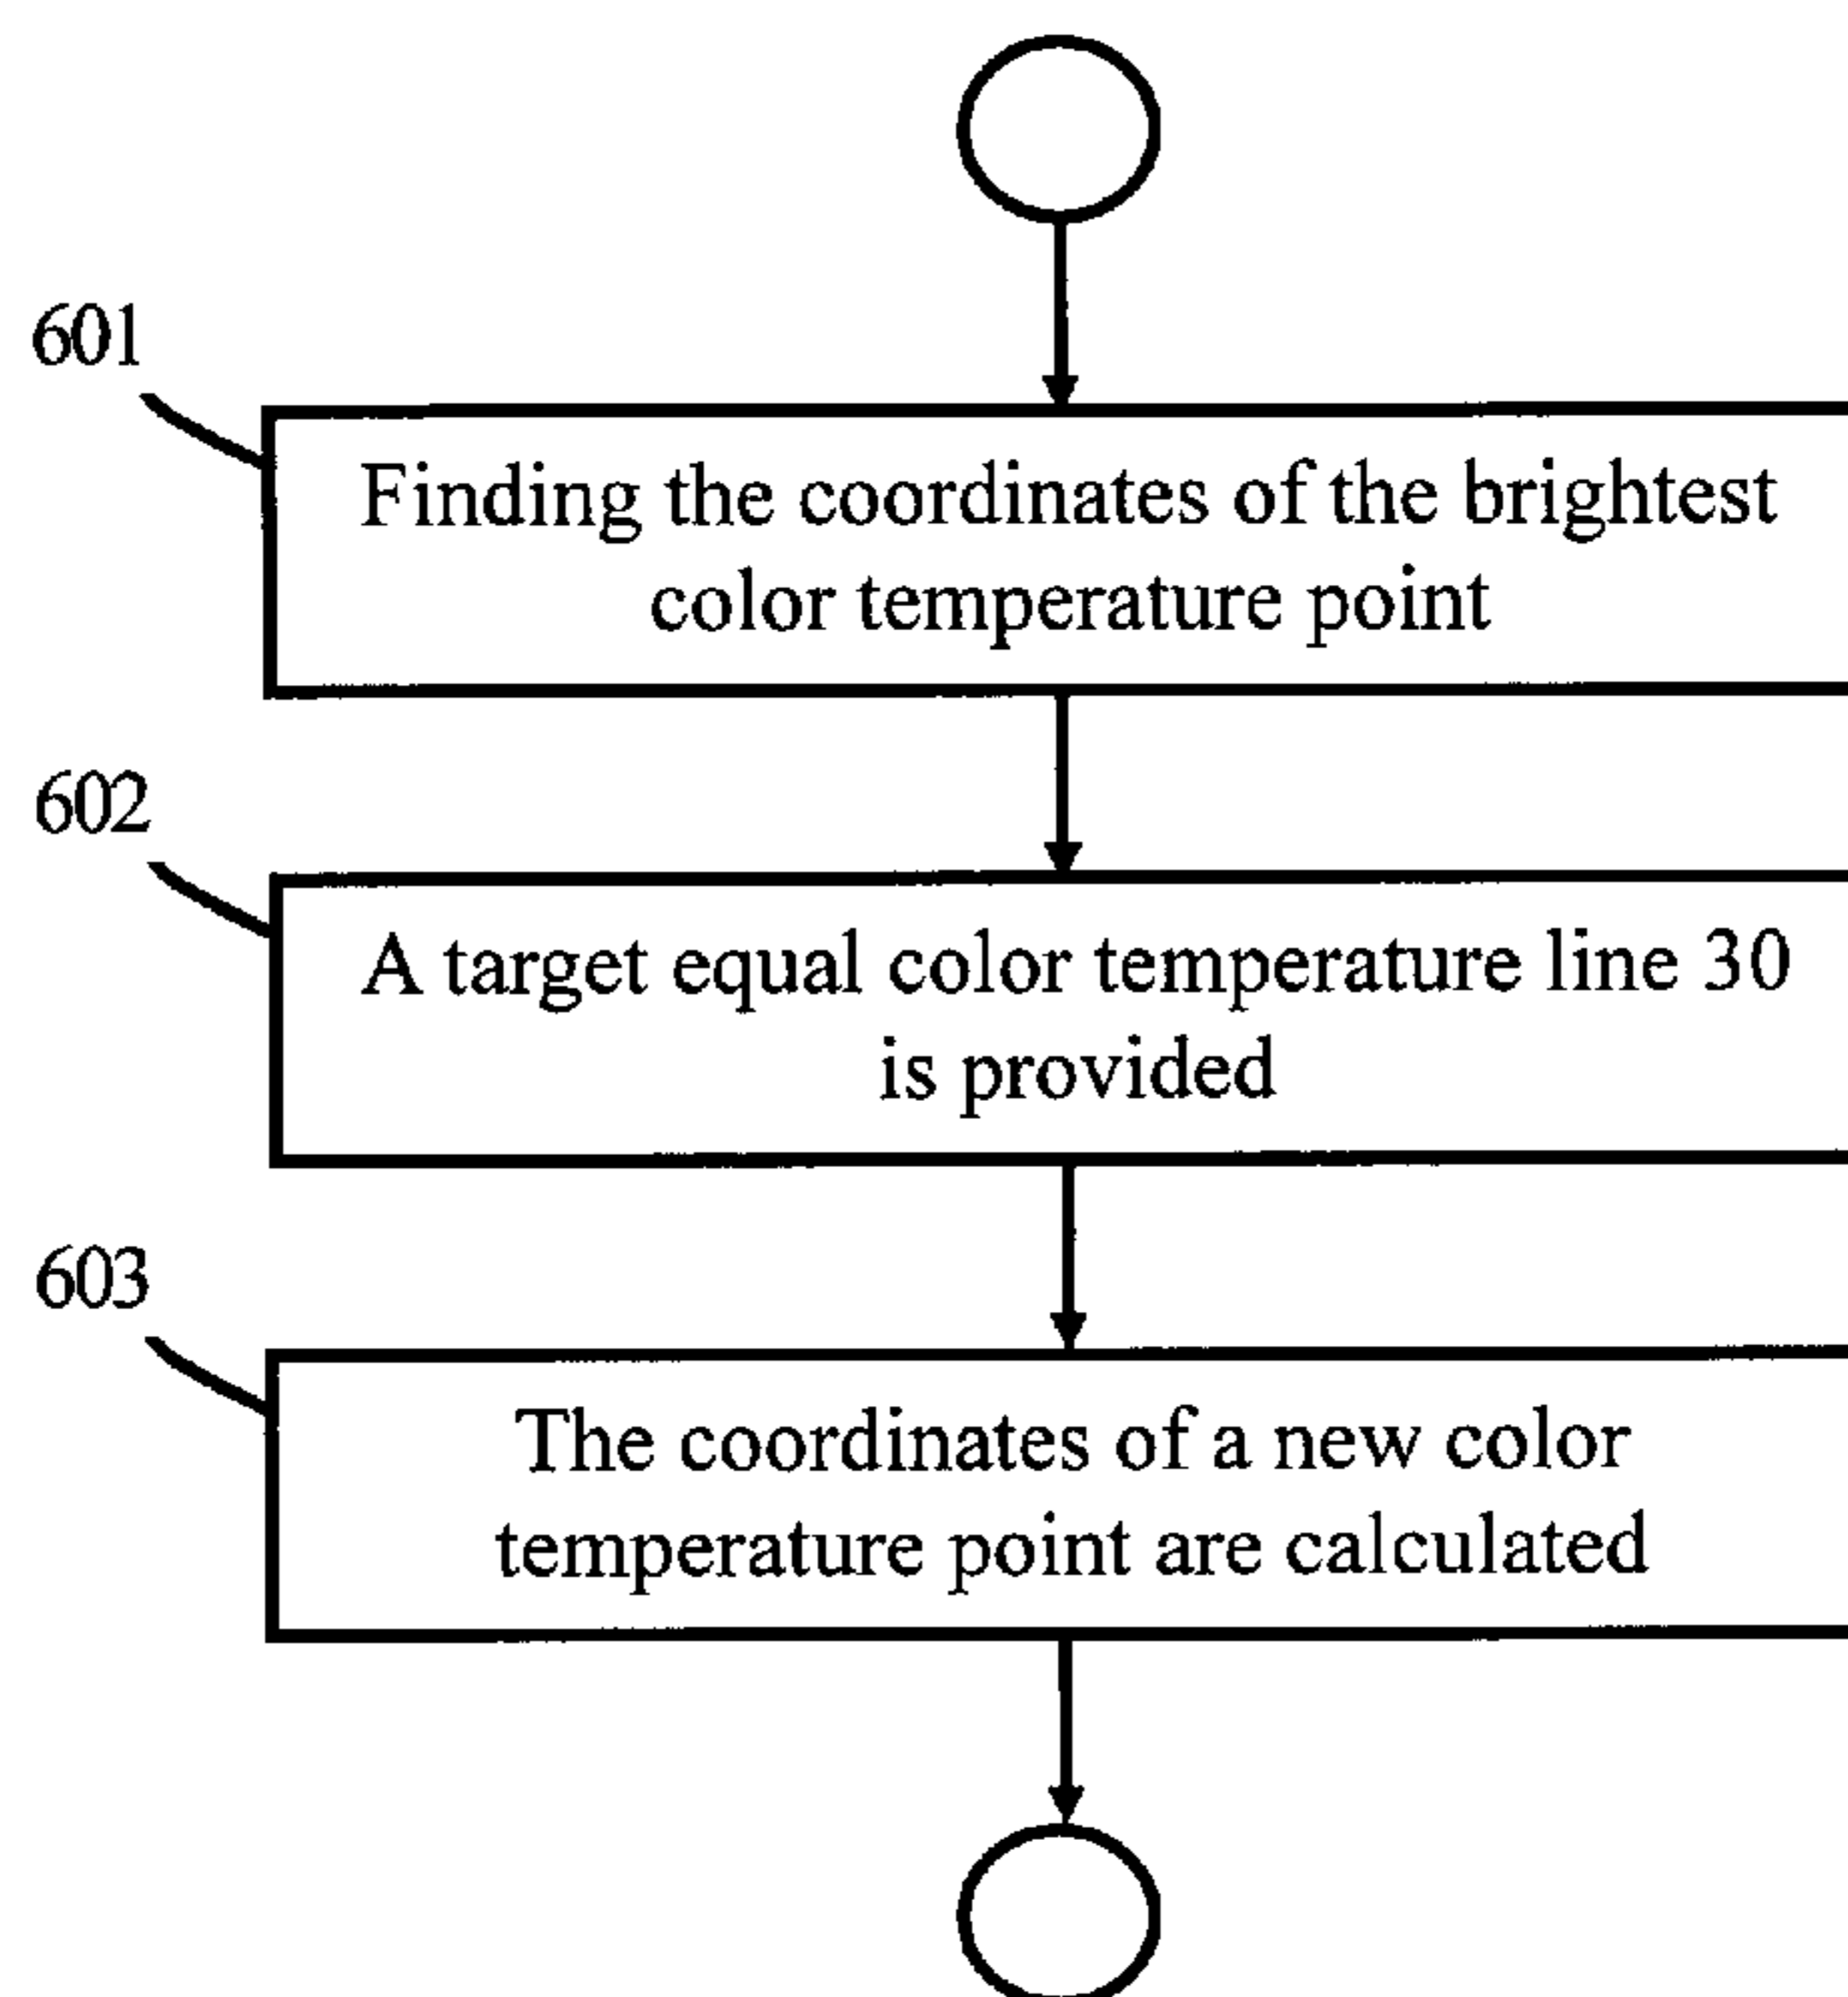 601
Finding the coordinates of the brightest
color temperature point
602
A target equal color temperature line 30
is provided
603
The coordinates of a new color
temperature point are calculated